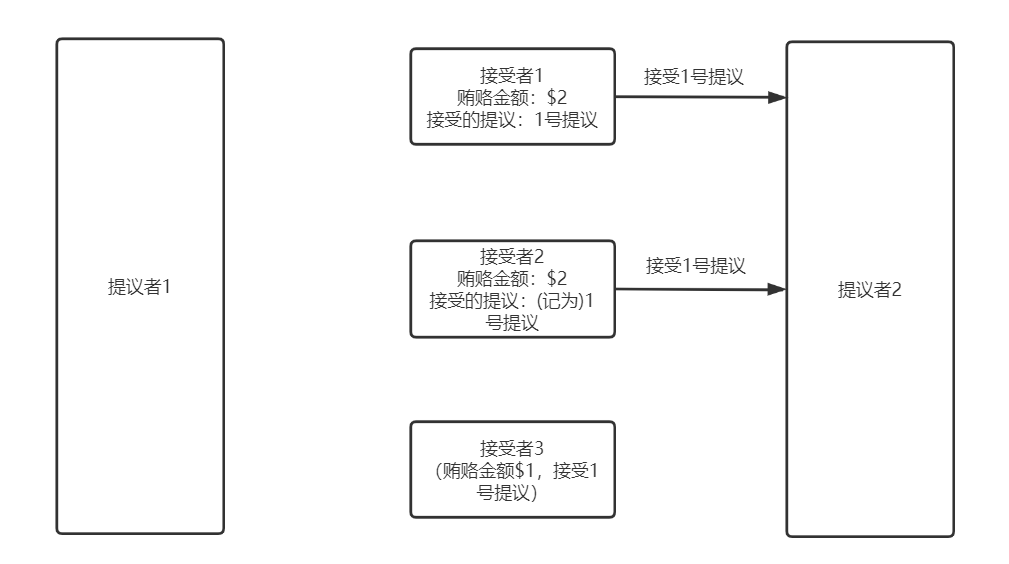 提议者1
接受者1
贿赂金额：$2
接受的提议：1号提议
接受1号提议
接受者2
贿赂金额：$2
接受的提议：(记为)1
号提议
接受1号提议
接受者3
（贿赂金额$1，接受1
号提议）
提议者2